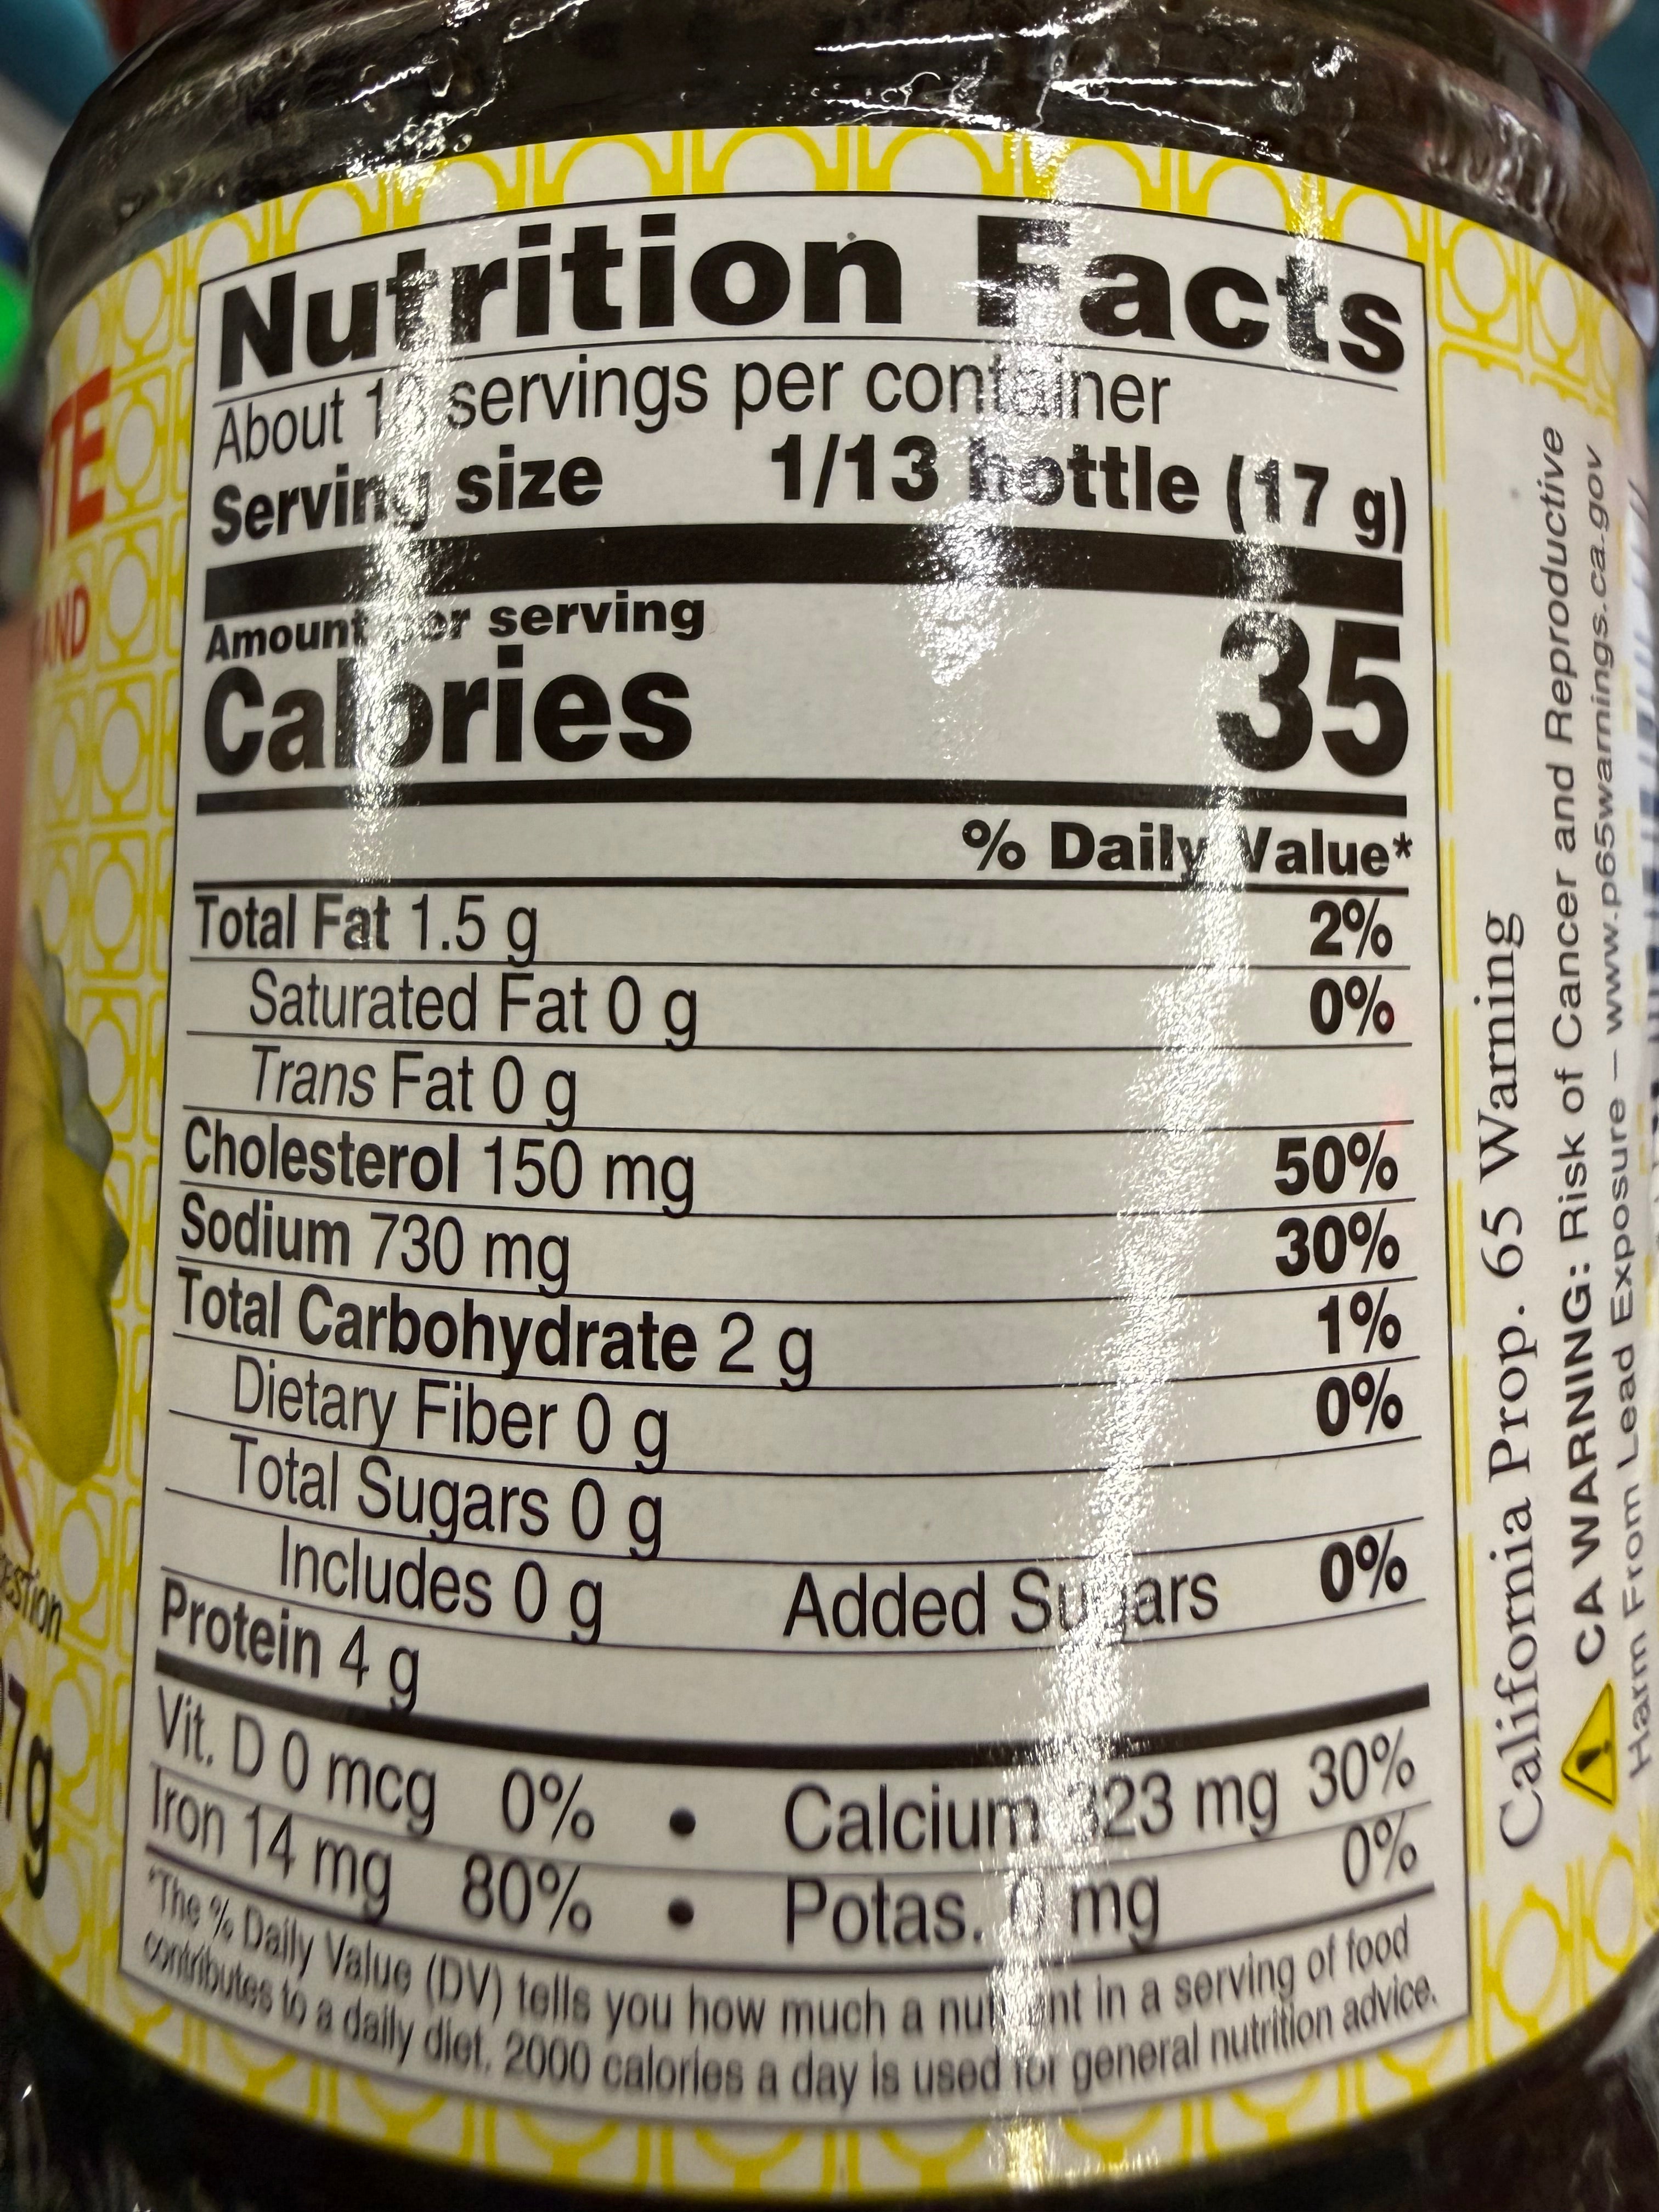 Nutrition Facts
About 13 servings per container
Serving size 1/13 bottle (17 g)
Amount per serving
Calories 35
% Daily Value*
Total Fat 1.5 g 2%
Saturated Fat 0 g 0%
Trans Fat 0 g
Cholesterol 150 mg 50%
Sodium 730 mg 30%
Total Carbohydrate 2 g 1%
Dietary Fiber 0 g 0%
Total Sugars 0 g
Includes 0 g Added Sugars 0%
Protein 4 g
Vit. D 0 mcg 0% • Calcium 323 mg 30%
Iron 14 mg 80% • Potas. 0 mg 0%
*The % Daily Value (DV) tells you how much a nutrient in a serving of food
contributes to a daily diet. 2000 calories a day is used for general nutrition advice.
California Prop. 65 Warning
CA WARNING: Risk of Cancer and Reproductive
Harm From Lead Exposure – www.p65warnings.ca.gov
TE
AND
estion
7g